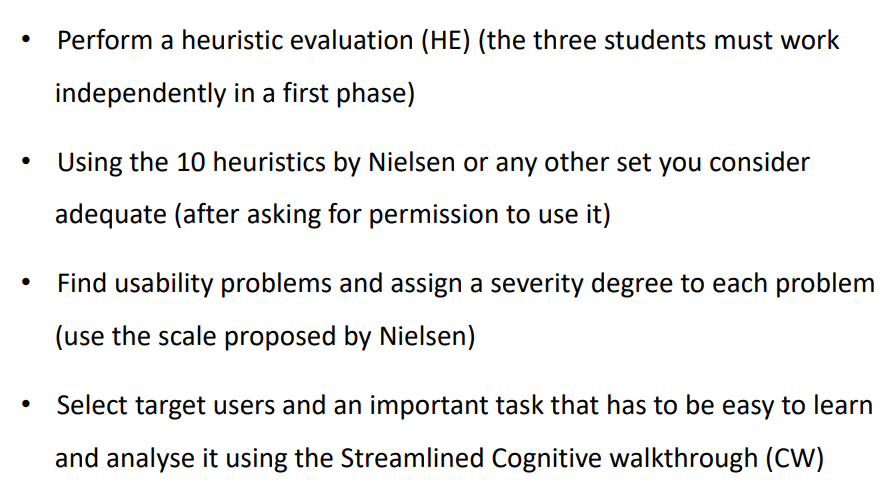 • Perform a heuristic evaluation (HE) (the three students must work
independently in a first phase)
• Using the 10 heuristics by Nielsen or any other set you consider
adequate (after asking for permission to use it)
• Find usability problems and assign a severity degree to each problem
(use the scale proposed by Nielsen)
• Select target users and an important task that has to be easy to learn
and analyse it using the Streamlined Cognitive walkthrough (CW)